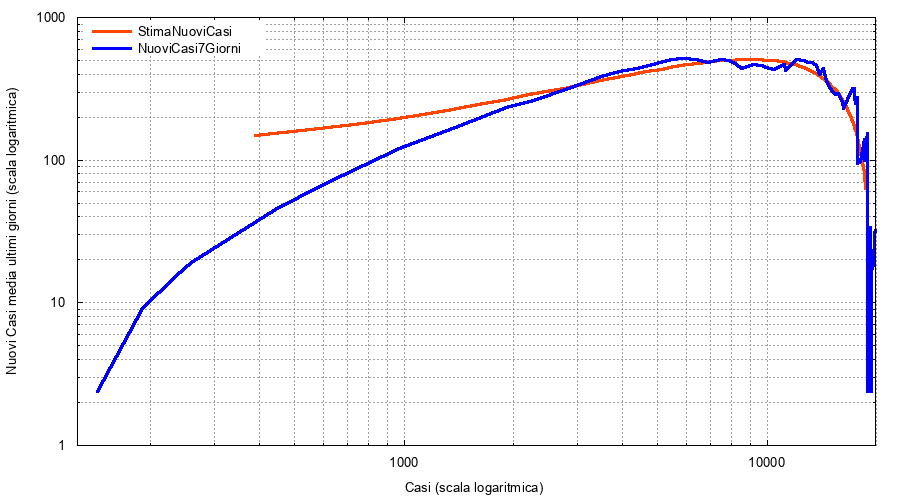 1000
StimaNuoviCasi
NuoviCasi7Giorni
100
10
1
Nuovi Casi media ultimi giorni (scala logaritmica)
1000
10000
Casi (scala logaritmica)